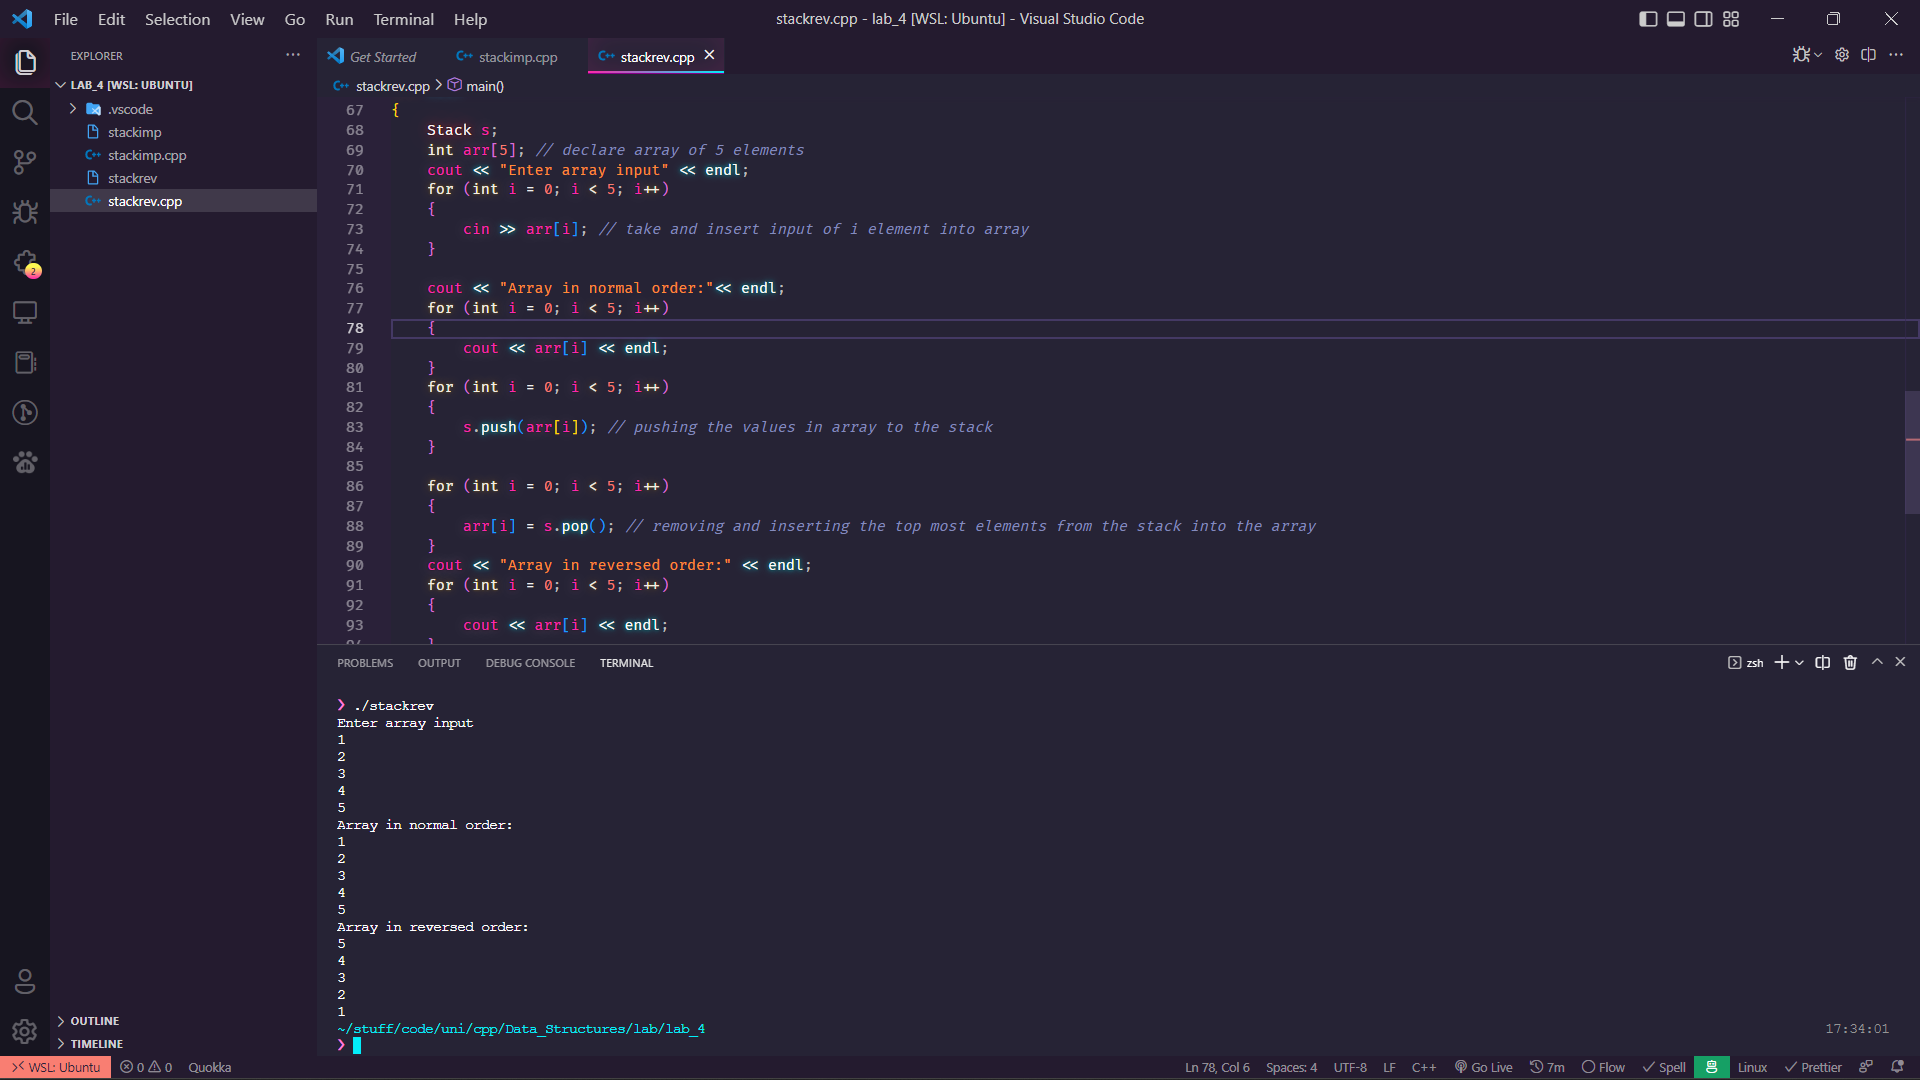 File Edit Selection View Go Run Terminal Help
stackrev.cpp - lab_4 [WSL: Ubuntu] - Visual Studio Code
EXPLORER
LAB_4 [WSL: UBUNTU]
.vscode
stackimp
stackimp.cpp
stackrev
stackrev.cpp
2
OUTLINE
TIMELINE
Get Started stackimp.cpp stackrev.cpp
stackrev.cpp > main()
67 {
68 Stack s;
69 int arr[5]; // declare array of 5 elements
70 cout << "Enter array input" << endl;
71 for (int i = 0; i < 5; i++)
72 {
73 cin >> arr[i]; // take and insert input of i element into array
74 }
75
76 cout << "Array in normal order:"<< endl;
77 for (int i = 0; i < 5; i++)
78 {
79 cout << arr[i] << endl;
80 }
81 for (int i = 0; i < 5; i++)
82 {
83 s.push(arr[i]); // pushing the values in array to the stack
84 }
85
86 for (int i = 0; i < 5; i++)
87 {
88 arr[i] = s.pop(); // removing and inserting the top most elements from the stack into the array
89 }
90 cout << "Array in reversed order:" << endl;
91 for (int i = 0; i < 5; i++)
92 {
93 cout << arr[i] << endl;
94 }
PROBLEMS OUTPUT DEBUG CONSOLE TERMINAL
zsh
❯ ./stackrev
Enter array input
1
2
3
4
5
Array in normal order:
1
2
3
4
5
Array in reversed order:
5
4
3
2
1
~/stuff/code/uni/cpp/Data_Structures/lab/lab_4 17:34:01
❯
WSL: Ubuntu 0 0 Quokka Ln 78, Col 6 Spaces: 4 UTF-8 LF C++ Go Live 7m Flow Spell Linux Prettier